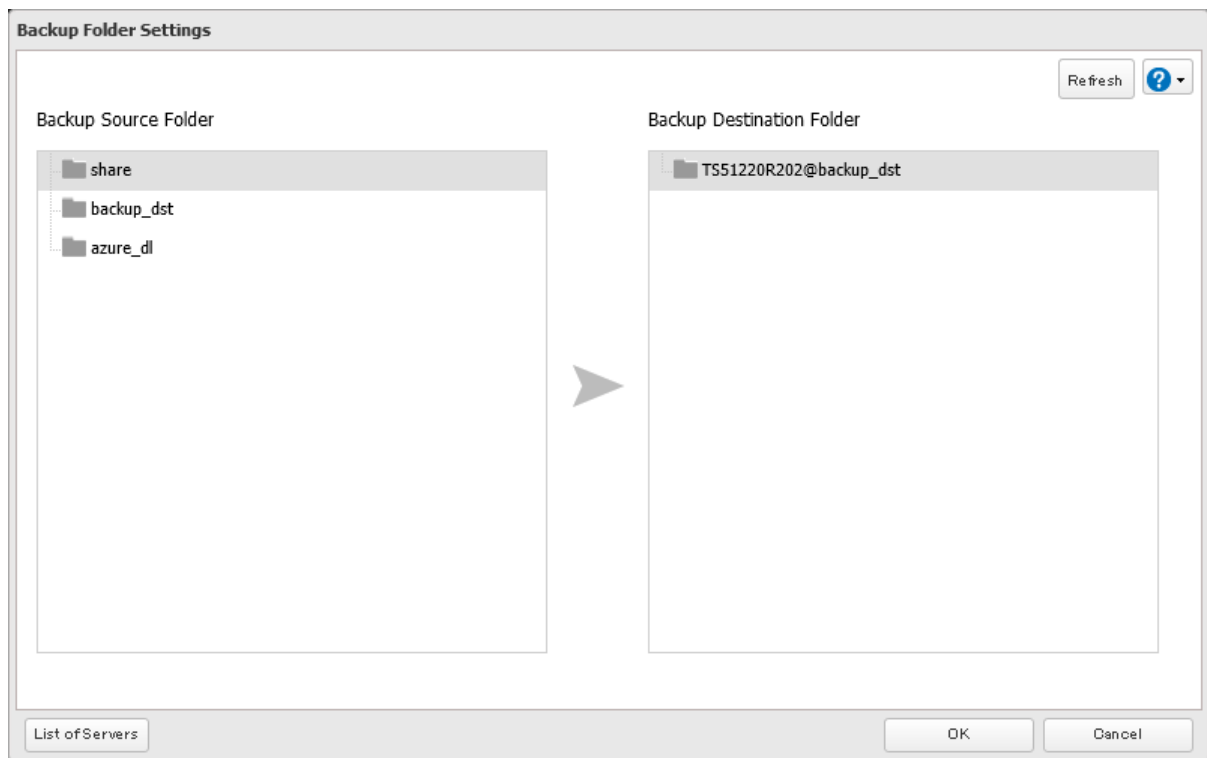 Backup Folder Settings
Refresh
?
Backup Source Folder
Backup Destination Folder
share
backup_dst
azure_dl
TS51220R202@backup_dst
List of Servers
OK
Cancel